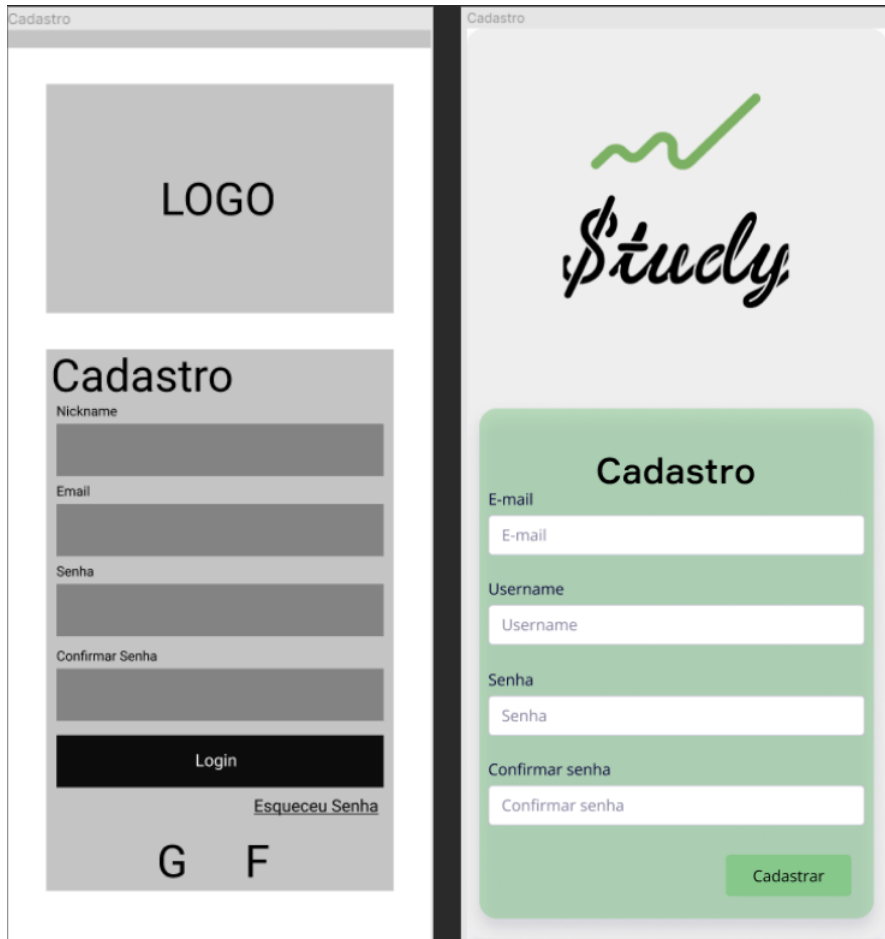 Cadastro
LOGO
Cadastro
Nickname
Email
Senha
Confirmar Senha
Login
Esqueceu Senha
G F
Cadastro
$tudy
Cadastro
E-mail
E-mail
Username
Username
Senha
Senha
Confirmar senha
Confirmar senha
Cadastrar